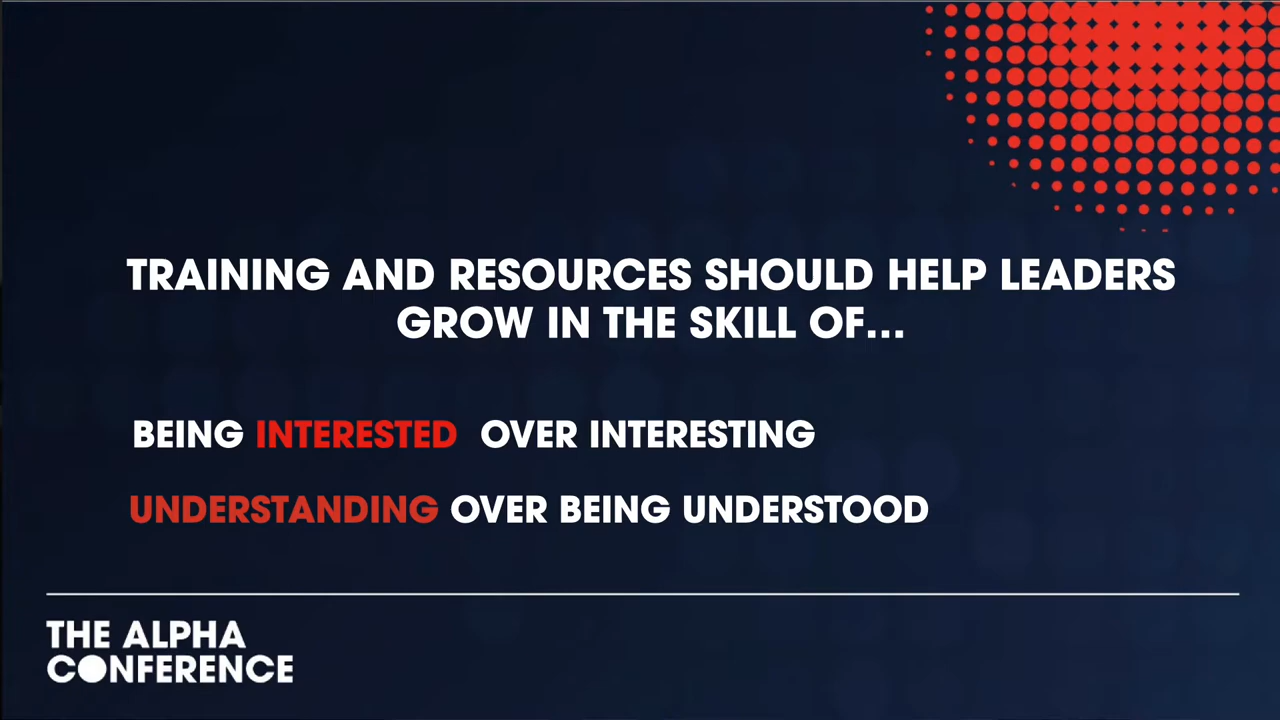 TRAINING AND RESOURCES SHOULD HELP LEADERS
GROW IN THE SKILL OF...
BEING INTERESTED OVER INTERESTING
UNDERSTANDING OVER BEING UNDERSTOOD
THE ALPHA
CONFERENCE